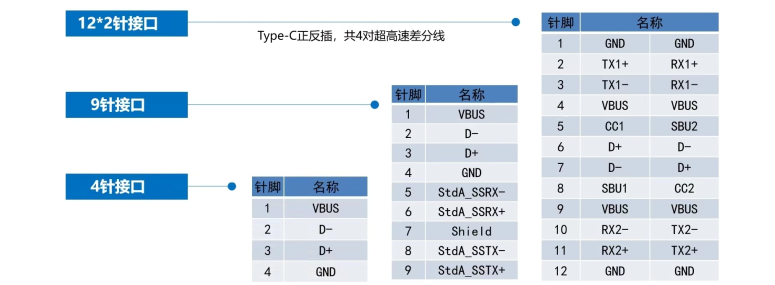 12*2针接口
Type-C正反插，共4对超高速差分线
针脚 名称
1 GND GND
2 TX1+ RX1+
3 TX1- RX1-
4 VBUS VBUS
5 CC1 SBU2
6 D+ D-
7 D- D+
8 SBU1 CC2
9 VBUS VBUS
10 RX2- TX2-
11 RX2+ TX2+
12 GND GND
9针接口
针脚 名称
1 VBUS
2 D-
3 D+
4 GND
5 StdA_SSRX-
6 StdA_SSRX+
7 Shield
8 StdA_SSTX-
9 StdA_SSTX+
4针接口
针脚 名称
1 VBUS
2 D-
3 D+
4 GND